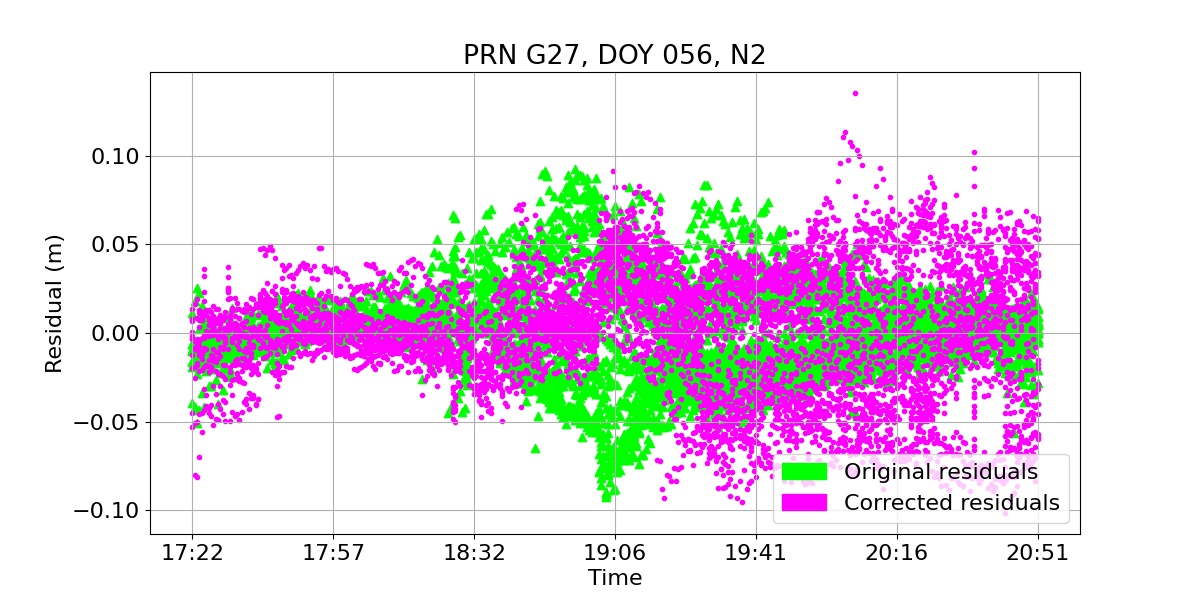 PRN G27, DOY 056, N2
Residual (m)
0.10
0.05
0.00
−0.05
−0.10
Original residuals
Corrected residuals
17:22 17:57 18:32 19:06 19:41 20:16 20:51
Time